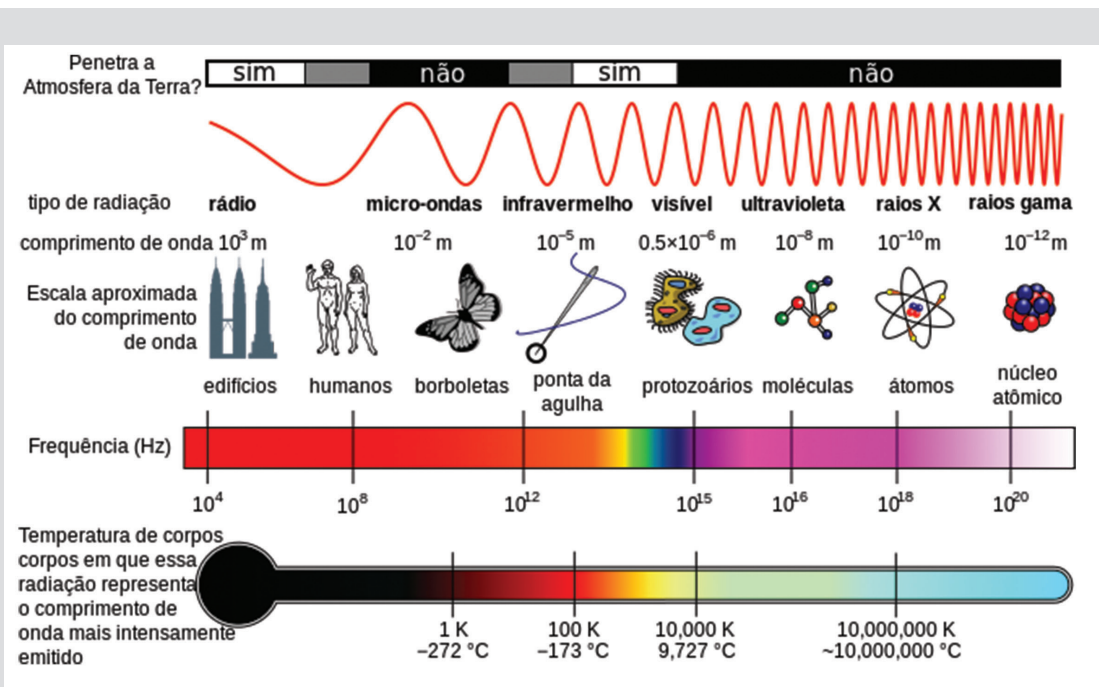 Penetra a
Atmosfera da Terra?
sim
não
sim
não
tipo de radiação
rádio
micro-ondas
infravermelho
visível
ultravioleta
raios X
raios gama
comprimento de onda
10³ m
10⁻² m
10⁻⁵ m
0.5×10⁻⁶ m
10⁻⁸ m
10⁻¹⁰ m
10⁻¹² m
Escala aproximada
do comprimento
de onda
edifícios
humanos
borboletas
ponta da
agulha
protozoários
moléculas
átomos
núcleo
atômico
Frequência (Hz)
10⁴
10⁸
10¹²
10¹⁵
10¹⁶
10¹⁸
10²⁰
Temperatura de corpos
corpos em que essa
radiação representa
o comprimento de
onda mais intensamente
emitido
1 K
−272 °C
100 K
−173 °C
10,000 K
9,727 °C
10,000,000 K
~10,000,000 °C